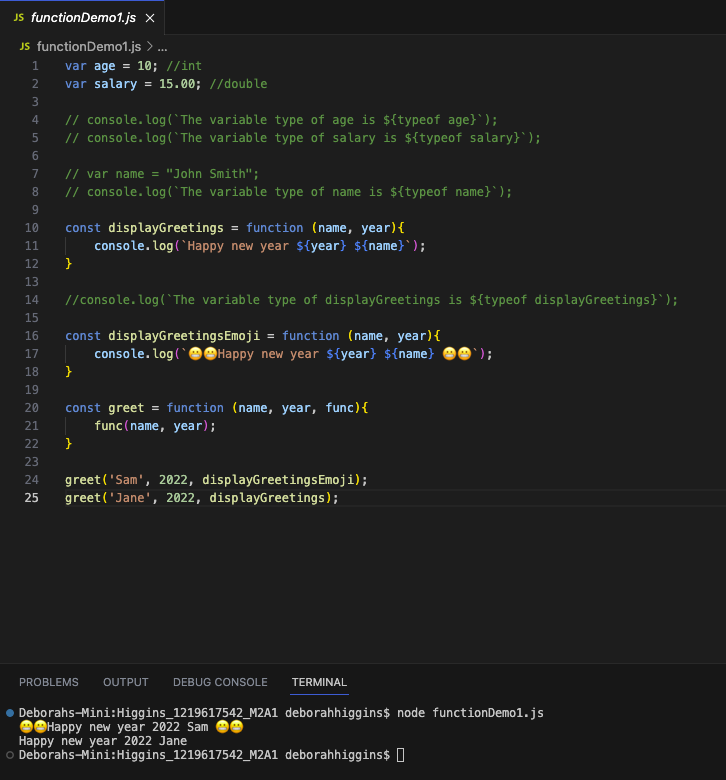 JS functionDemo1.js ×
JS functionDemo1.js > ...
1 var age = 10; //int
2 var salary = 15.00; //double
3
4 // console.log(`The variable type of age is ${typeof age}`);
5 // console.log(`The variable type of salary is ${typeof salary}`);
6
7 // var name = "John Smith";
8 // console.log(`The variable type of name is ${typeof name}`);
9
10 const displayGreetings = function (name, year){
11     console.log(`Happy new year ${year} ${name}`);
12 }
13
14 //console.log(`The variable type of displayGreetings is ${typeof displayGreetings}`);
15
16 const displayGreetingsEmoji = function (name, year){
17     console.log(`😬😬Happy new year ${year} ${name} 😬😬`);
18 }
19
20 const greet = function (name, year, func){
21     func(name, year);
22 }
23
24 greet('Sam', 2022, displayGreetingsEmoji);
25 greet('Jane', 2022, displayGreetings);
PROBLEMS OUTPUT DEBUG CONSOLE TERMINAL
Deborahs-Mini:Higgins_1219617542_M2A1 deborahhiggins$ node functionDemo1.js
😬😬Happy new year 2022 Sam 😬😬
Happy new year 2022 Jane
Deborahs-Mini:Higgins_1219617542_M2A1 deborahhiggins$